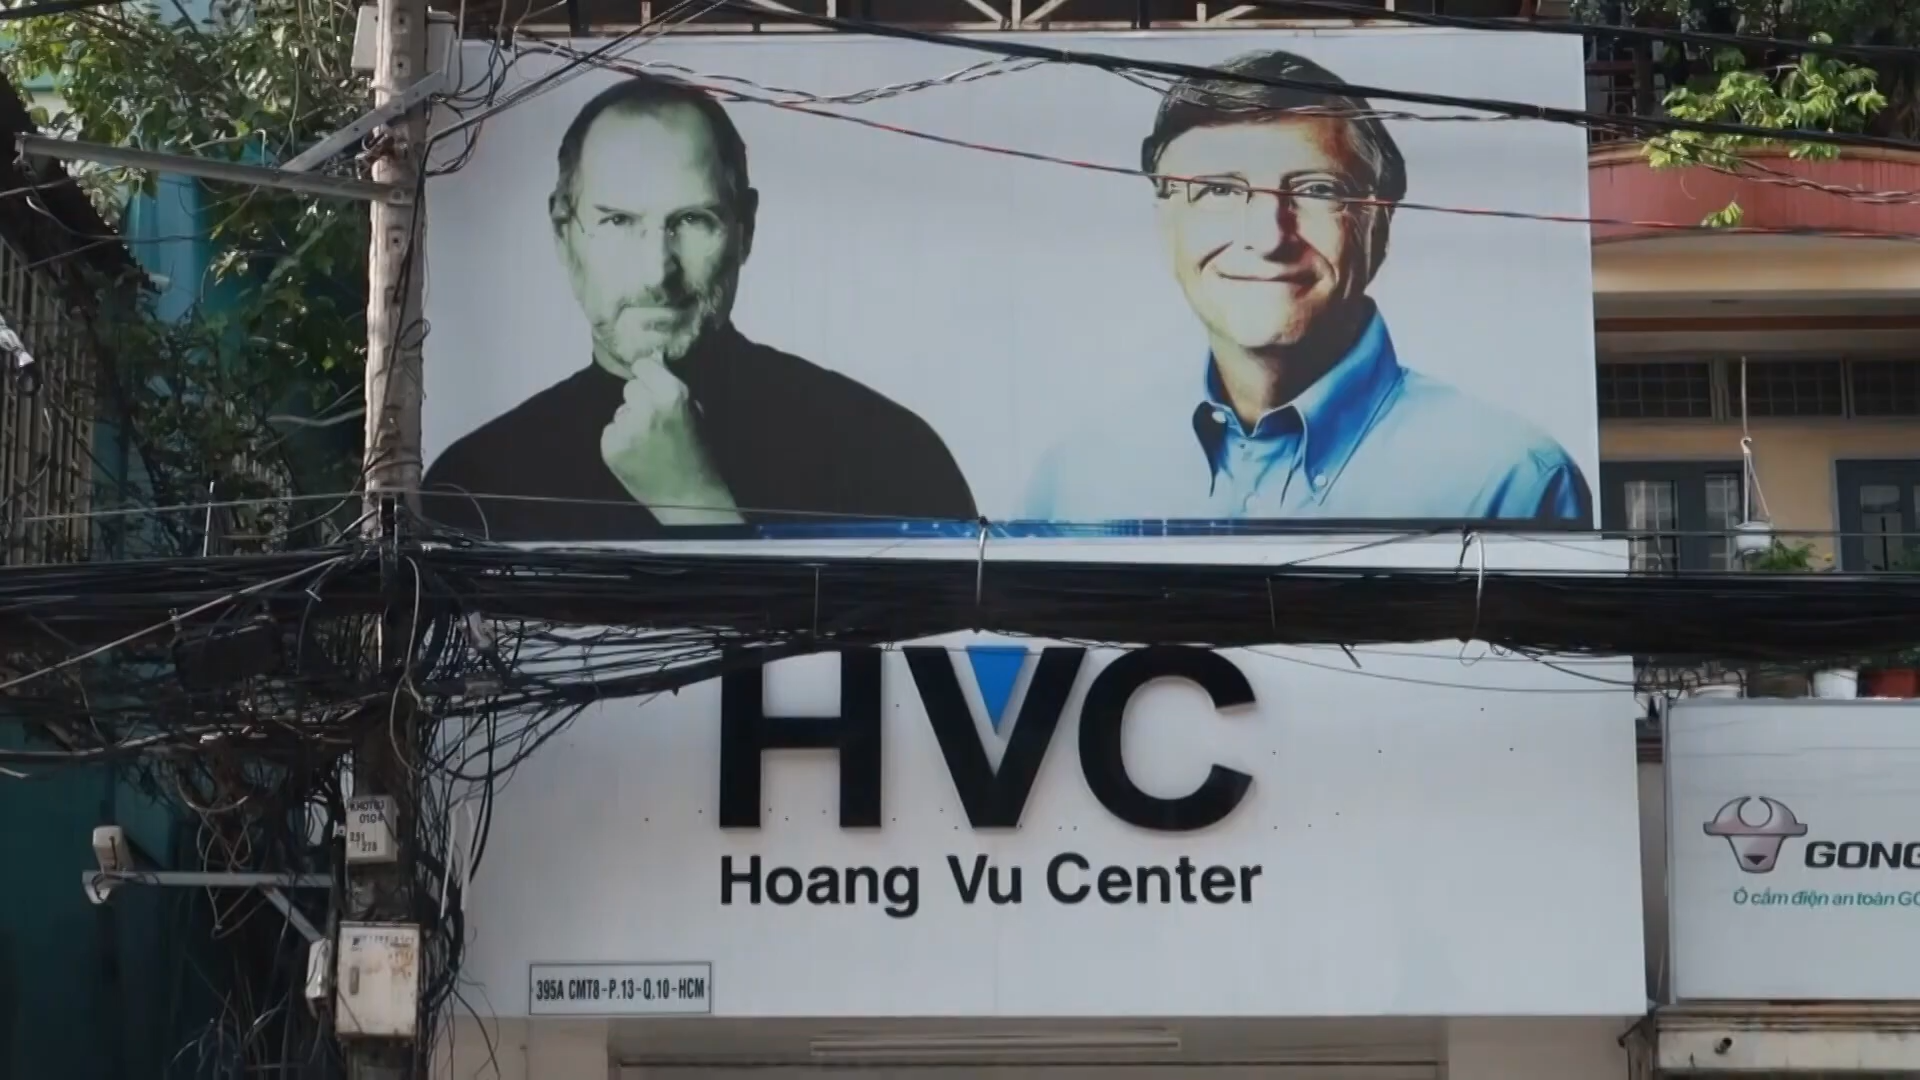 HVC
Hoang Vu Center
395A CMT8-P.13-Q.10-HCM
GONG
Ổ cắm điện an toàn GO